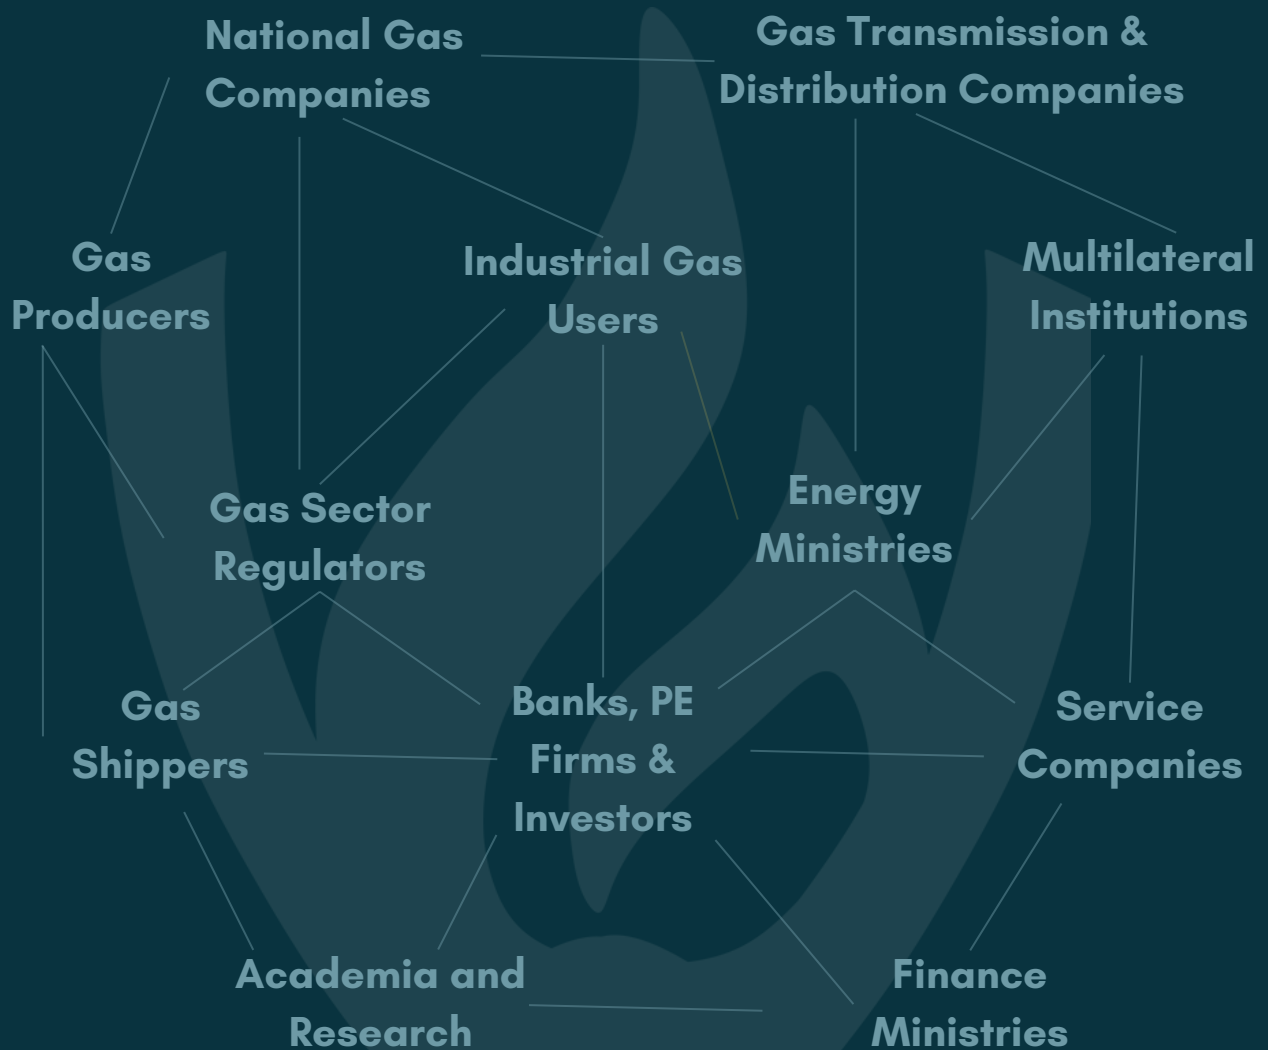 National Gas
Companies
Gas Transmission &
Distribution Companies
Gas
Producers
Industrial Gas
Users
Multilateral
Institutions
Gas Sector
Regulators
Energy
Ministries
Gas
Shippers
Banks, PE
Firms &
Investors
Service
Companies
Academia and
Research
Finance
Ministries